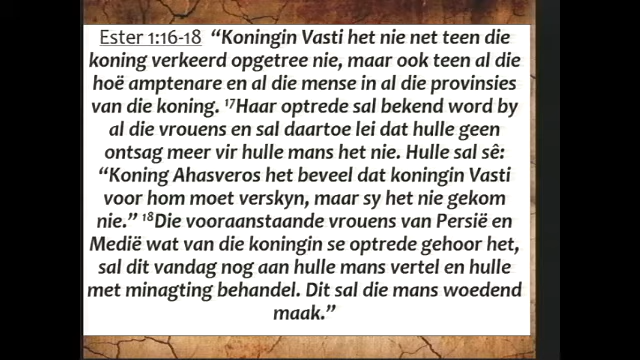 Ester 1:16-18 “Koningin Vasti het nie net teen die
koning verkeerd opgetree nie, maar ook teen al die
hoë amptenare en al die mense in al die provinsies
van die koning. ¹⁷Haar optrede sal bekend word by
al die vrouens en sal daartoe lei dat hulle geen
ontsag meer vir hulle mans het nie. Hulle sal sê:
“Koning Ahasveros het beveel dat koningin Vasti
voor hom moet verskyn, maar sy het nie gekom
nie.” ¹⁸Die vooraanstaande vrouens van Persië en
Medië wat van die koningin se optrede gehoor het,
sal dit vandag nog aan hulle mans vertel en hulle
met minagting behandel. Dit sal die mans woedend
maak.”